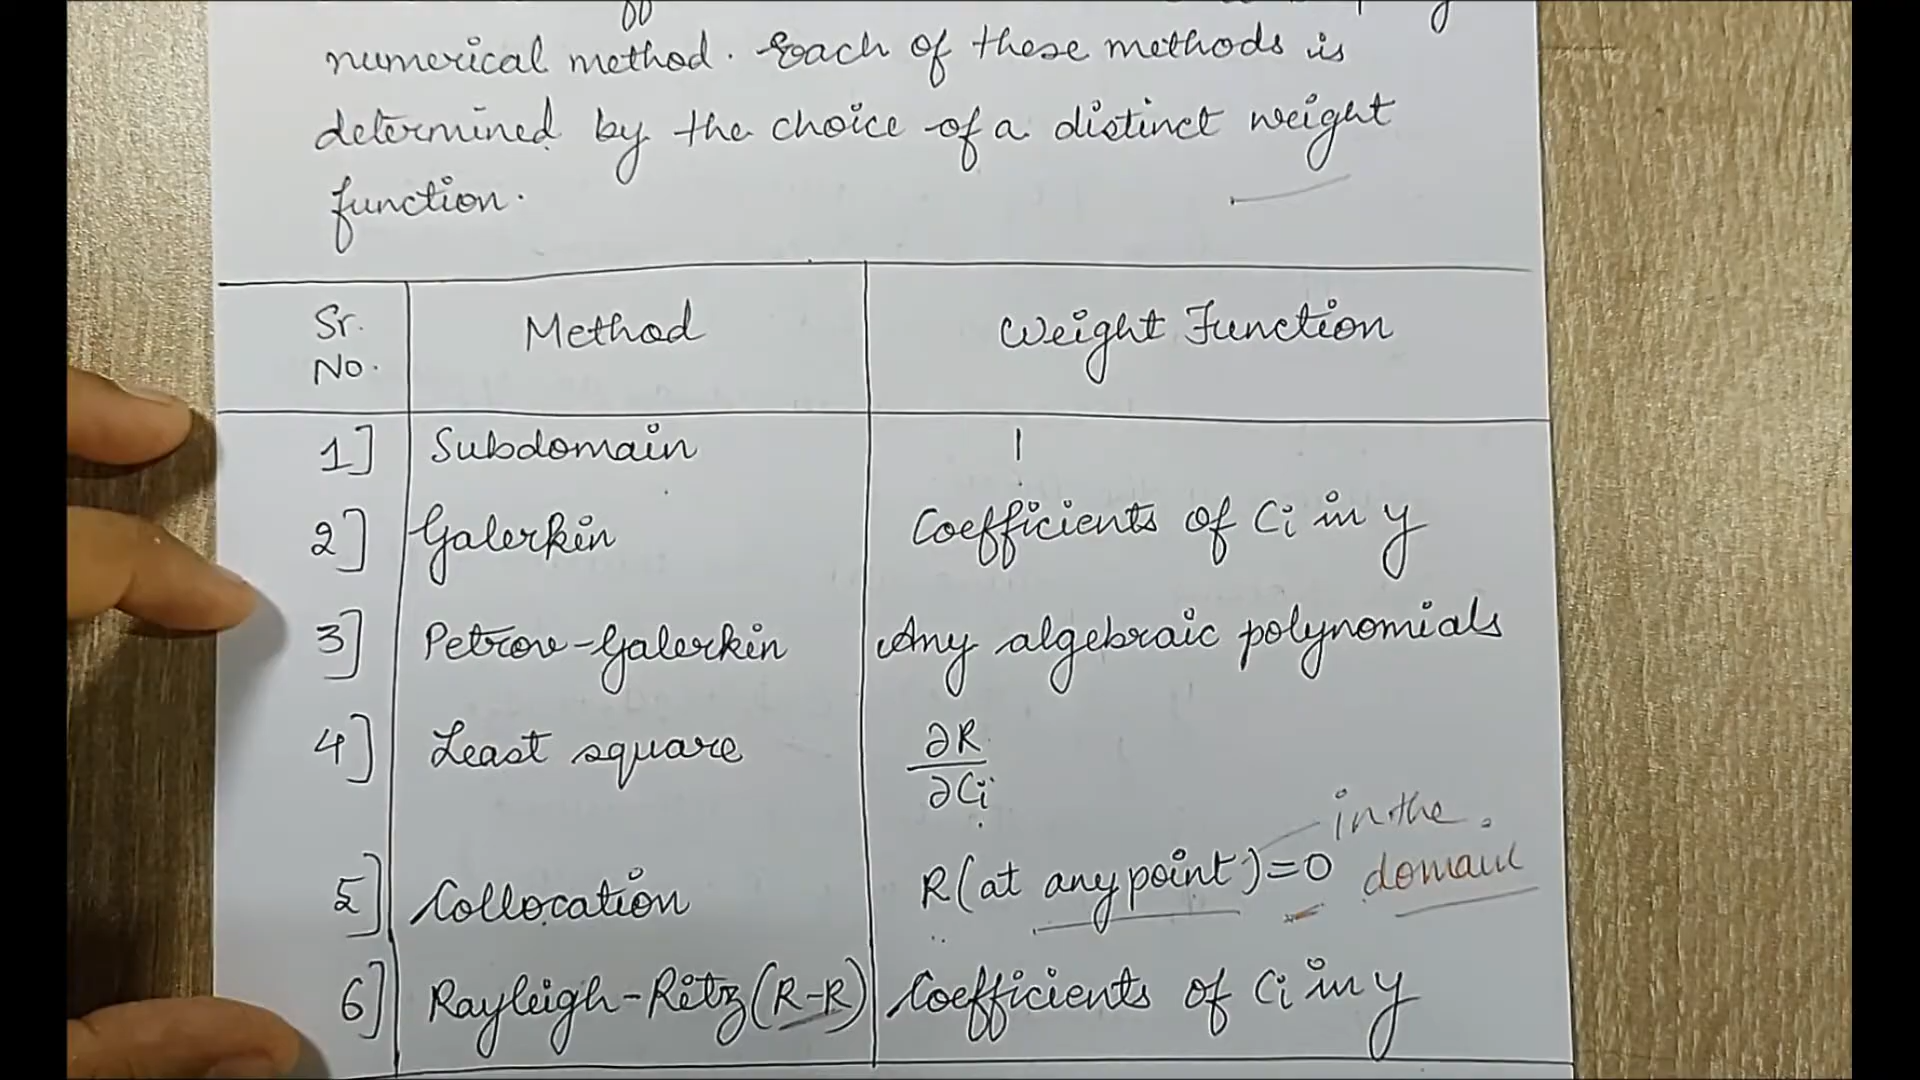 numerical method. Each of these methods is
determined by the choice of a distinct weight
function.
Sr. No. Method Weight Function
1] Subdomain 1
2] Galerkin Coefficients of Ci in y
3] Petrov-Galerkin Any algebraic polynomials
4] Least square ∂R/∂Ci
5] Collocation R(at any point)=0 in the domain
6] Rayleigh-Ritz(R-R) Coefficients of Ci in y